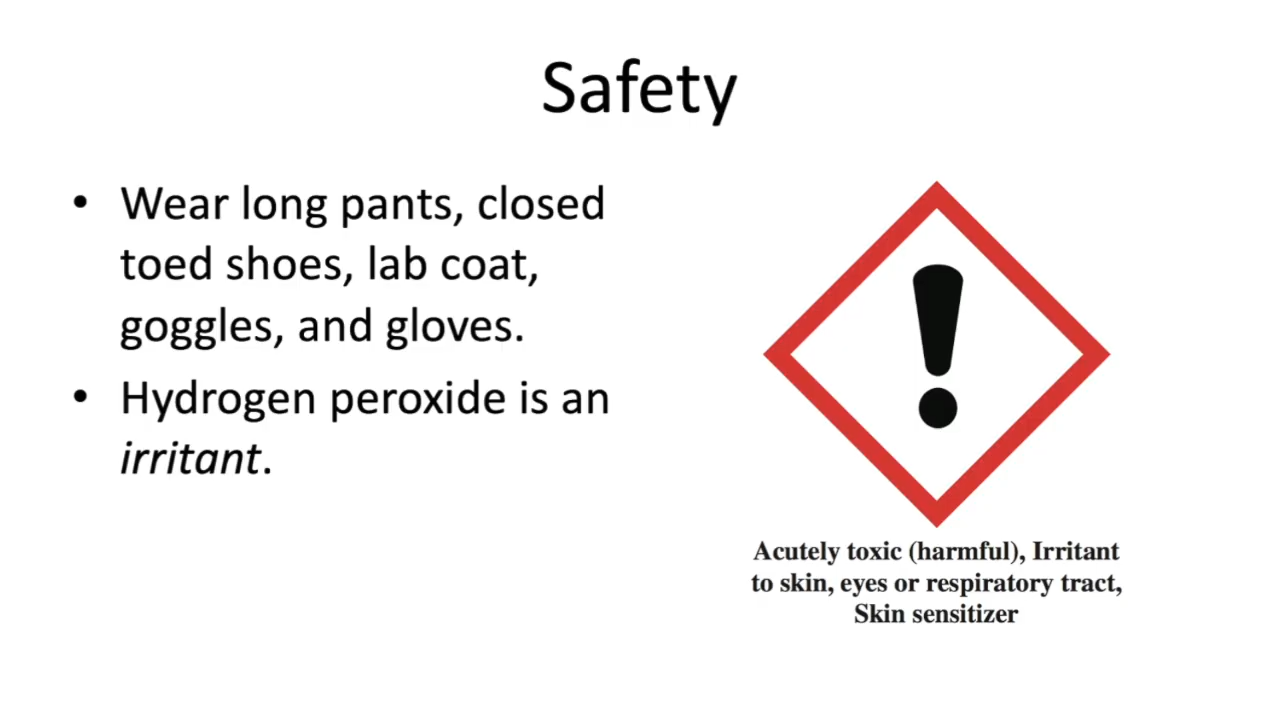 Safety
• Wear long pants, closed
toed shoes, lab coat,
goggles, and gloves.
• Hydrogen peroxide is an
irritant.
Acutely toxic (harmful), Irritant
to skin, eyes or respiratory tract,
Skin sensitizer